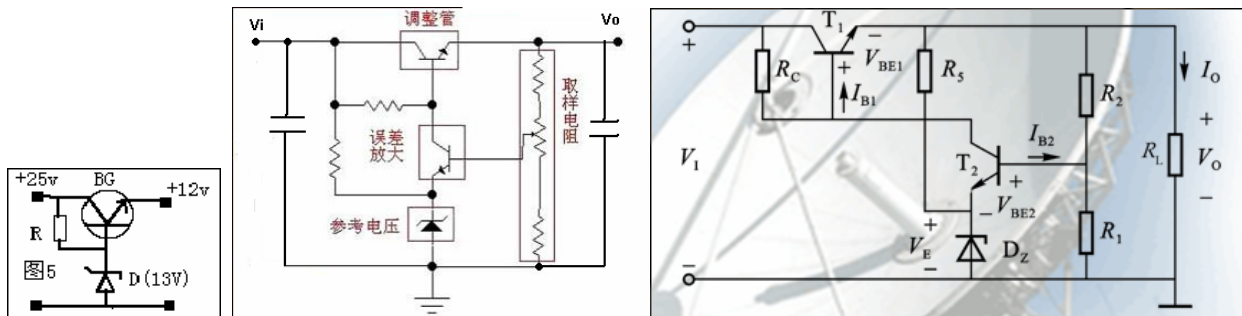 +25v
BG
+12v
R
图5
D(13V)
Vi
调整管
Vo
取样电阻
误差
放大
参考电压
T1
+
RC
+
VBE1
−
IB1
R5
IO
R2
+
VI
T2
IB2
RL
VO
+
−
VBE2
−
+
VE
−
DZ
R1
−